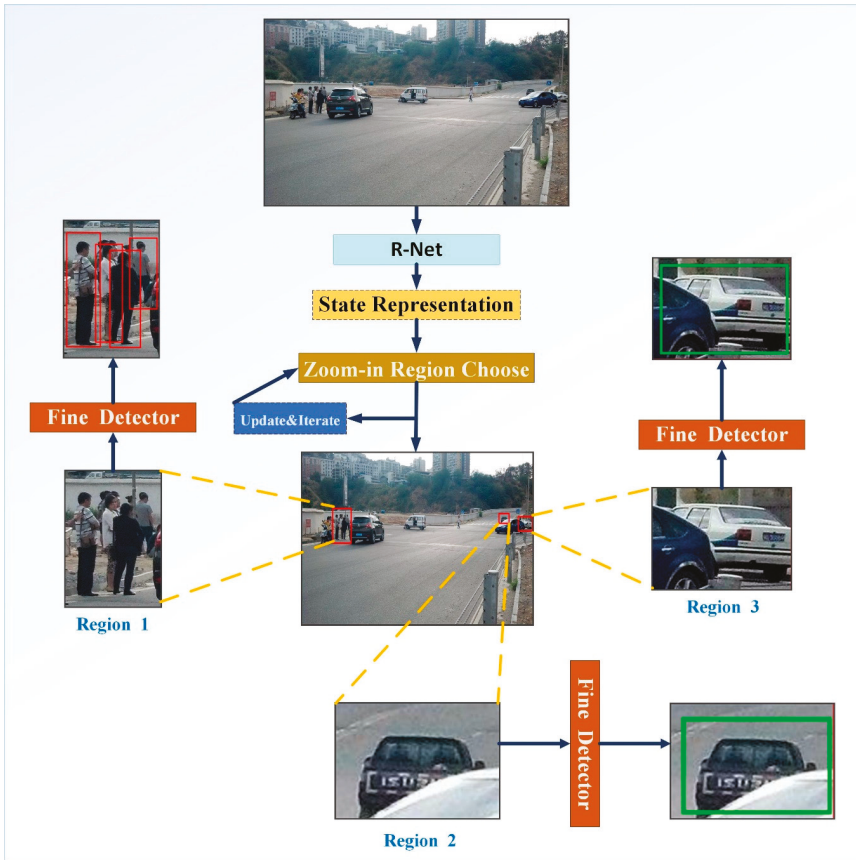 R-Net
State Representation
Zoom-in Region Choose
Update&Iterate
Fine Detector
Fine Detector
Region 1
Region 3
Fine Detector
Region 2